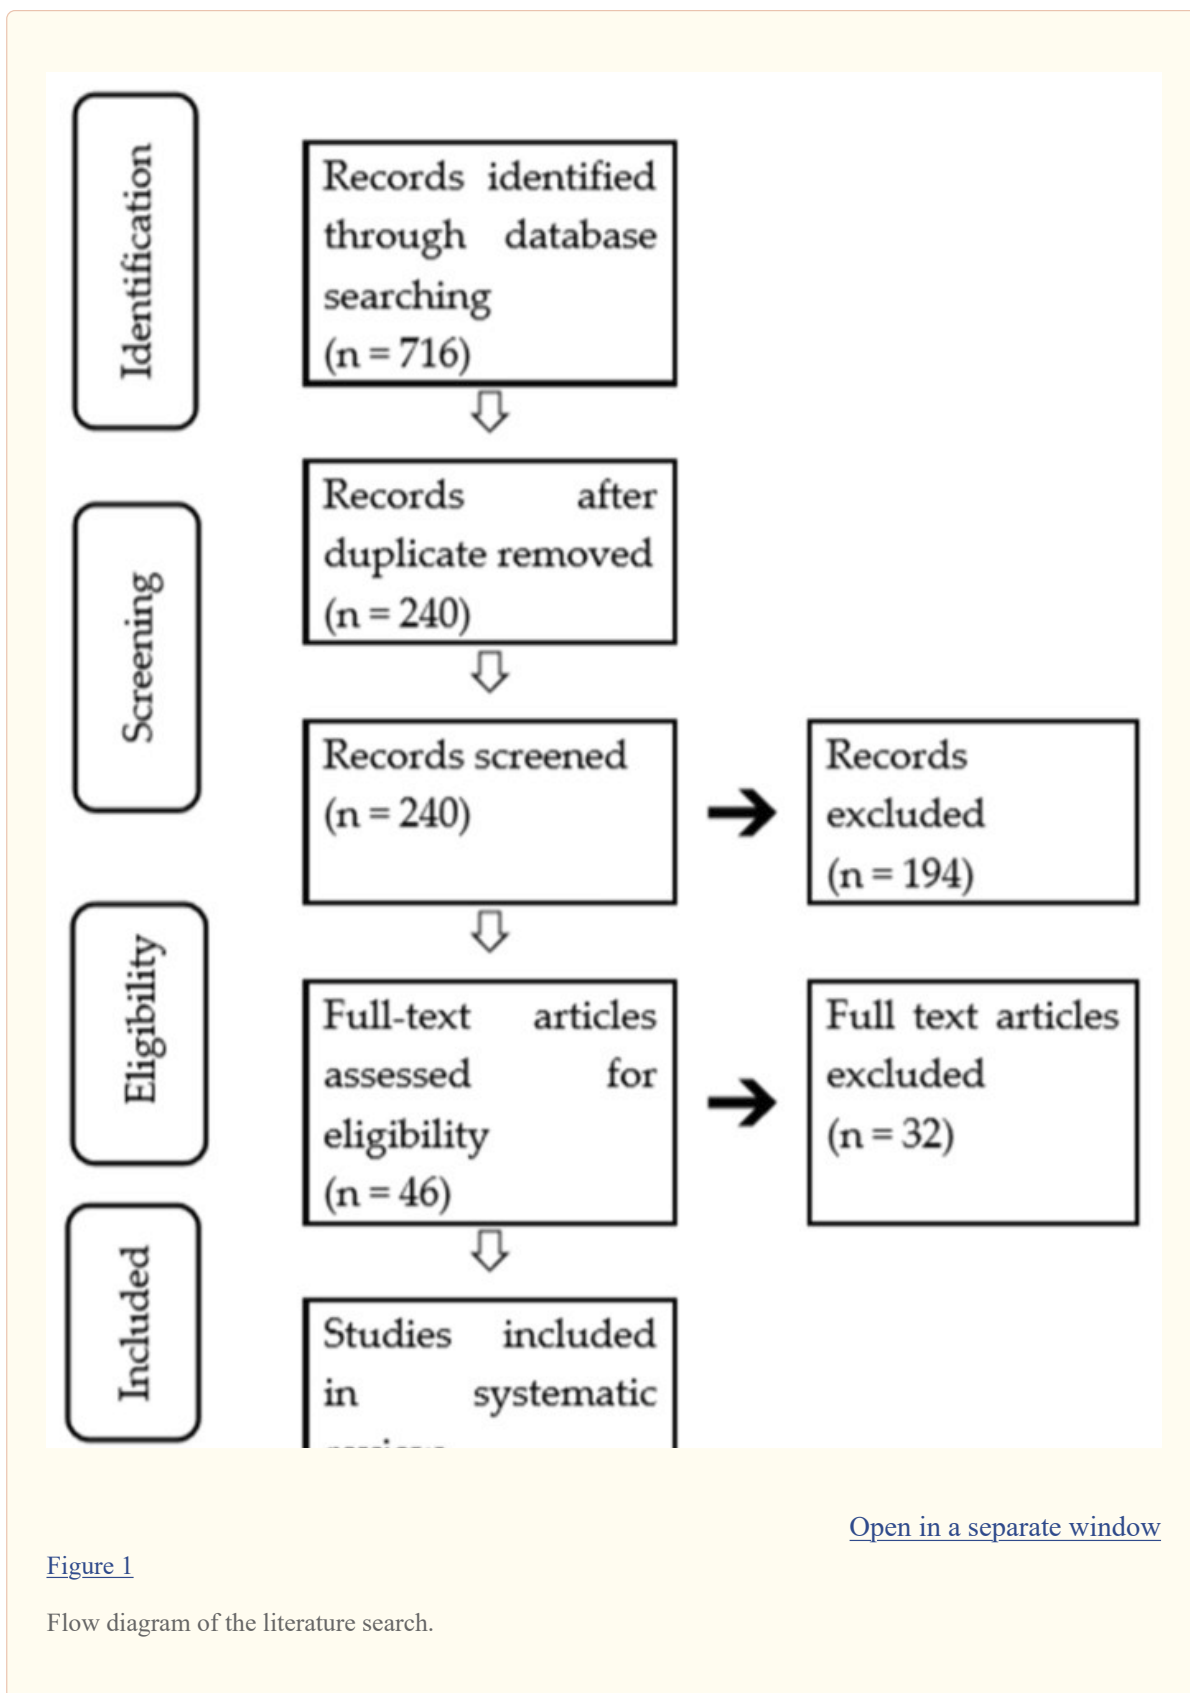 Identification
Records identified
through database
searching
(n = 716)
Screening
Records after
duplicate removed
(n = 240)
Records screened
(n = 240)
Records
excluded
(n = 194)
Eligibility
Full-text articles
assessed for
eligibility
(n = 46)
Full text articles
excluded
(n = 32)
Included
Studies included
in systematic
Open in a separate window
Figure 1
Flow diagram of the literature search.